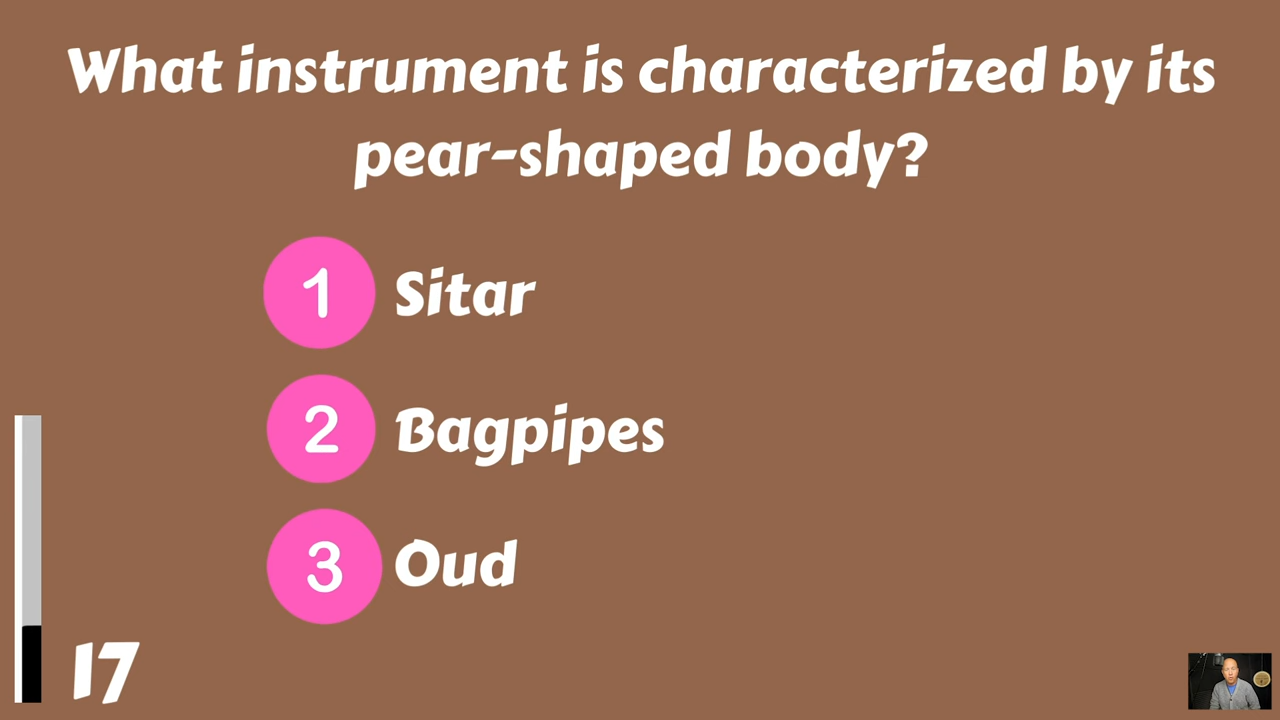 What instrument is characterized by its
pear-shaped body?
1 Sitar
2 Bagpipes
3 Oud
17